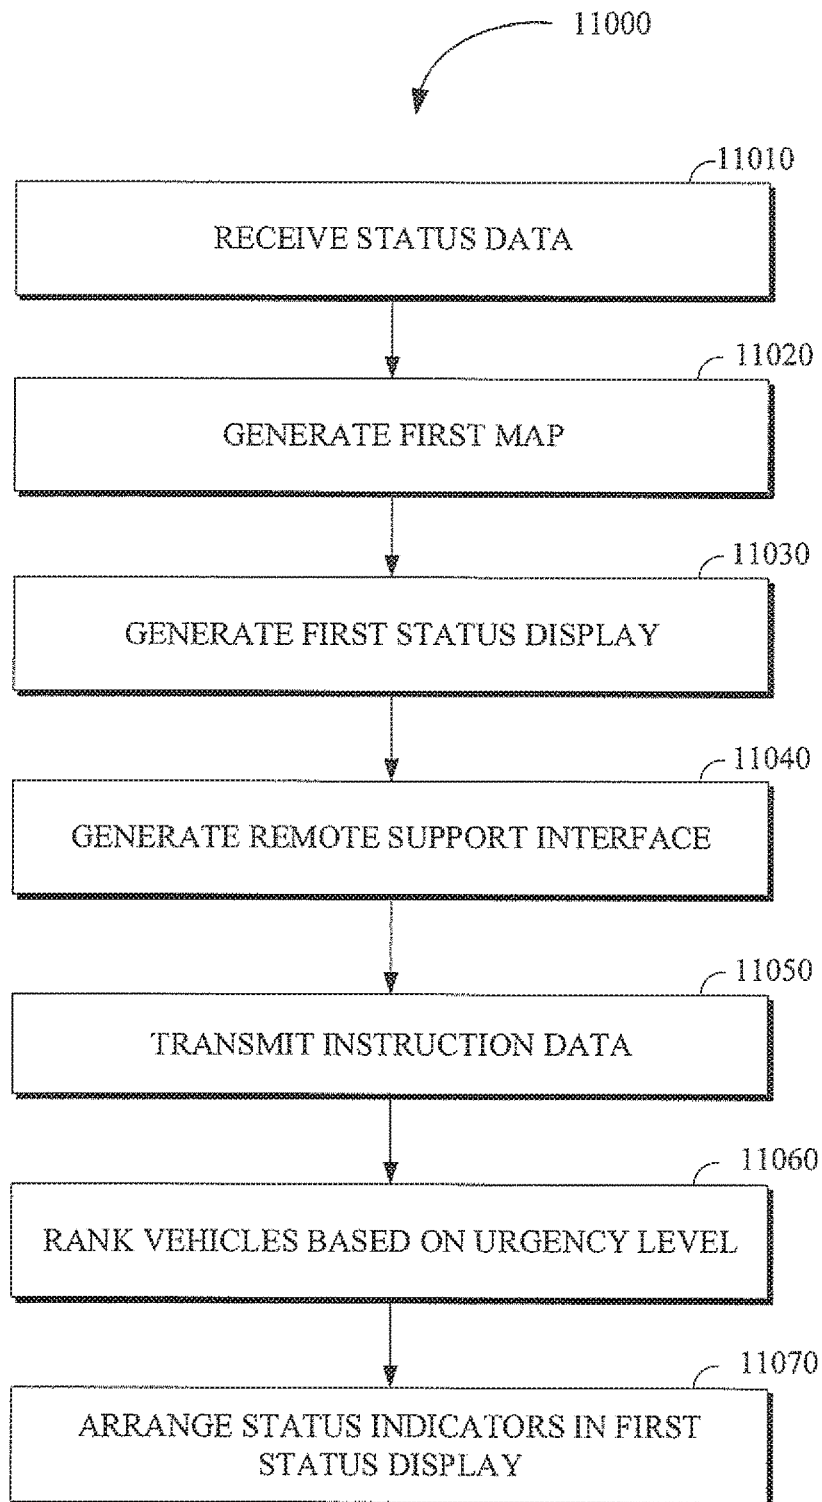 11000
11010
RECEIVE STATUS DATA
11020
GENERATE FIRST MAP
11030
GENERATE FIRST STATUS DISPLAY
11040
GENERATE REMOTE SUPPORT INTERFACE
11050
TRANSMIT INSTRUCTION DATA
11060
RANK VEHICLES BASED ON URGENCY LEVEL
11070
ARRANGE STATUS INDICATORS IN FIRST
STATUS DISPLAY